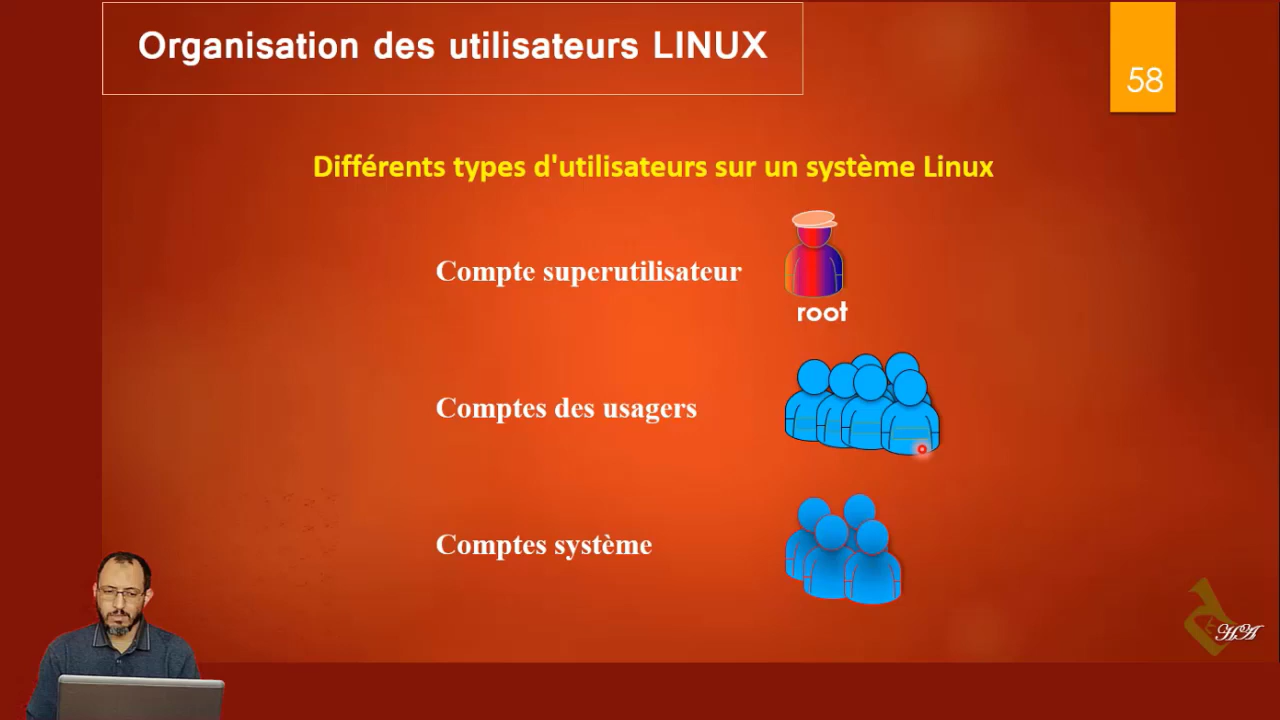 Organisation des utilisateurs LINUX
58
Différents types d'utilisateurs sur un système Linux
Compte superutilisateur
root
Comptes des usagers
Comptes système
HA